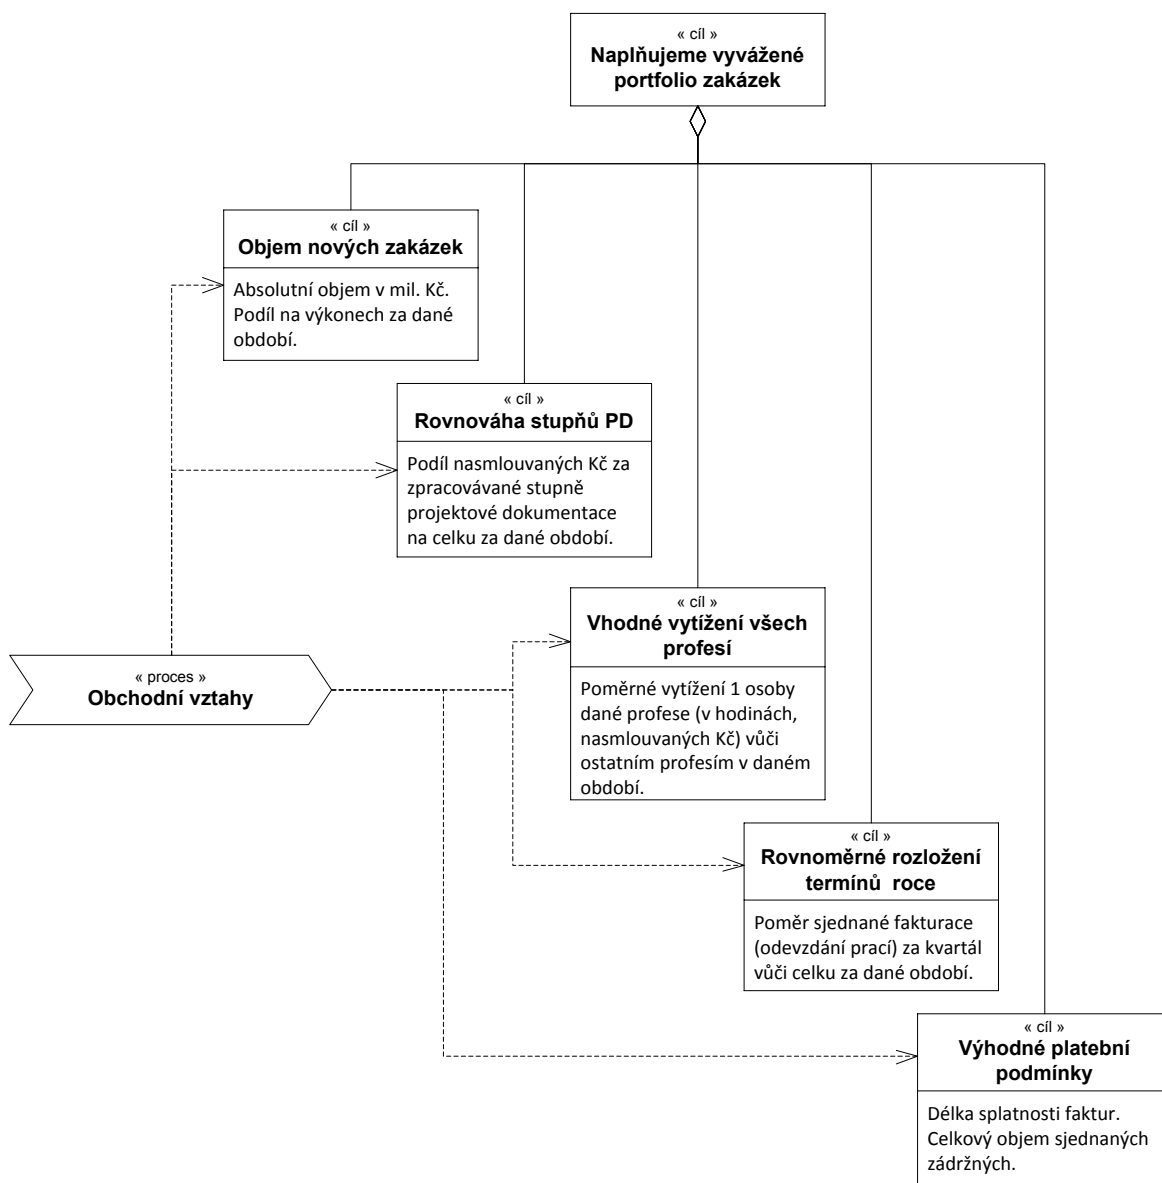 « cíl »
Naplňujeme vyvážené
portfolio zakázek
« cíl »
Objem nových zakázek
Absolutní objem v mil. Kč.
Podíl na výkonech za dané
období.
« cíl »
Rovnováha stupňů PD
Podíl nasmlouvaných Kč za
zpracovávané stupně
projektové dokumentace
na celku za dané období.
« cíl »
Vhodné vytížení všech
profesí
Poměrné vytížení 1 osoby
dané profese (v hodinách,
nasmlouvaných Kč) vůči
ostatním profesím v daném
období.
« proces »
Obchodní vztahy
« cíl »
Rovnoměrné rozložení
termínů  roce
Poměr sjednané fakturace
(odevzdání prací) za kvartál
vůči celku za dané období.
« cíl »
Výhodné platební
podmínky
Délka splatnosti faktur.
Celkový objem sjednaných
zádržných.